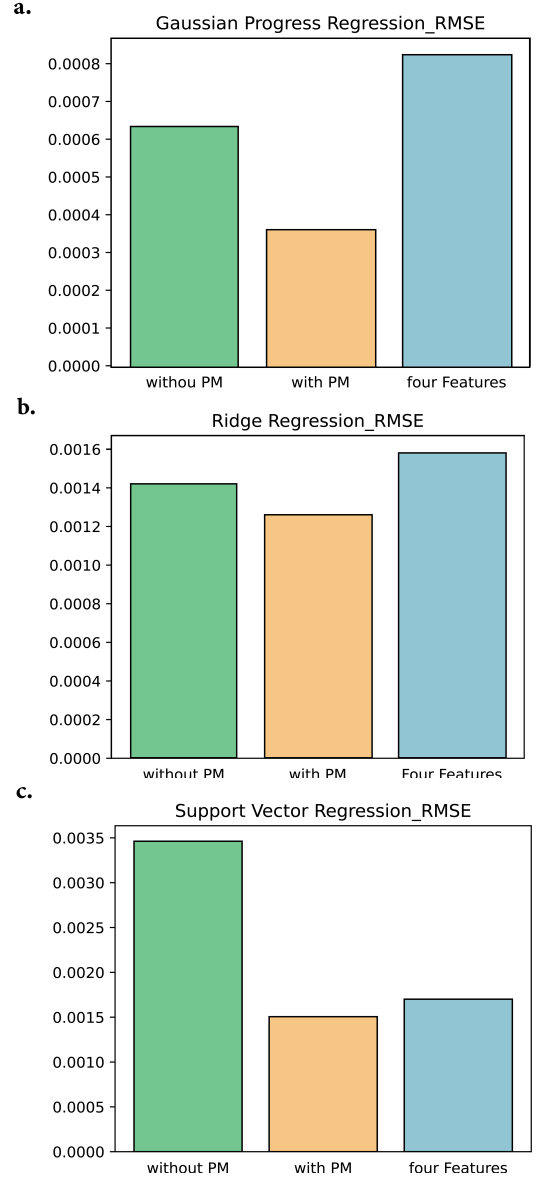 a.
Gaussian Progress Regression_RMSE
0.0008
0.0007
0.0006
0.0005
0.0004
0.0003
0.0002
0.0001
0.0000
withou PM with PM four Features
b.
Ridge Regression_RMSE
0.0016
0.0014
0.0012
0.0010
0.0008
0.0006
0.0004
0.0002
0.0000
without PM with PM Four Features
c.
Support Vector Regression_RMSE
0.0035
0.0030
0.0025
0.0020
0.0015
0.0010
0.0005
0.0000
without PM with PM four Features